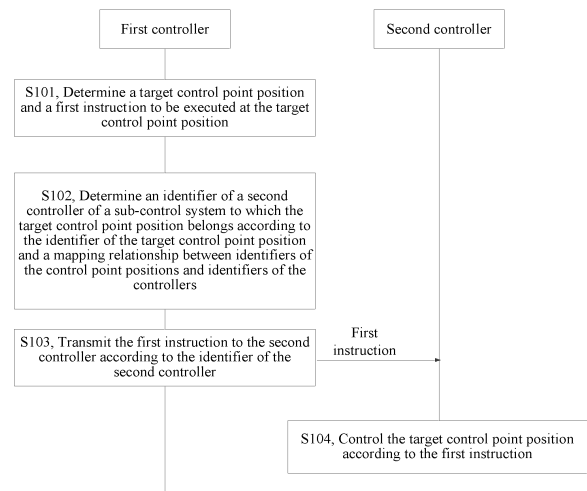 First controller
Second controller
S101, Determine a target control point position
and a first instruction to be executed at the target
control point position
S102, Determine an identifier of a second
controller of a sub-control system to which the
target control point position belongs according to
the identifier of the target control point position
and a mapping relationship between identifiers of
the control point positions and identifiers of the
controllers
S103, Transmit the first instruction to the second
controller according to the identifier of the
second controller
First
instruction
S104, Control the target control point position
according to the first instruction